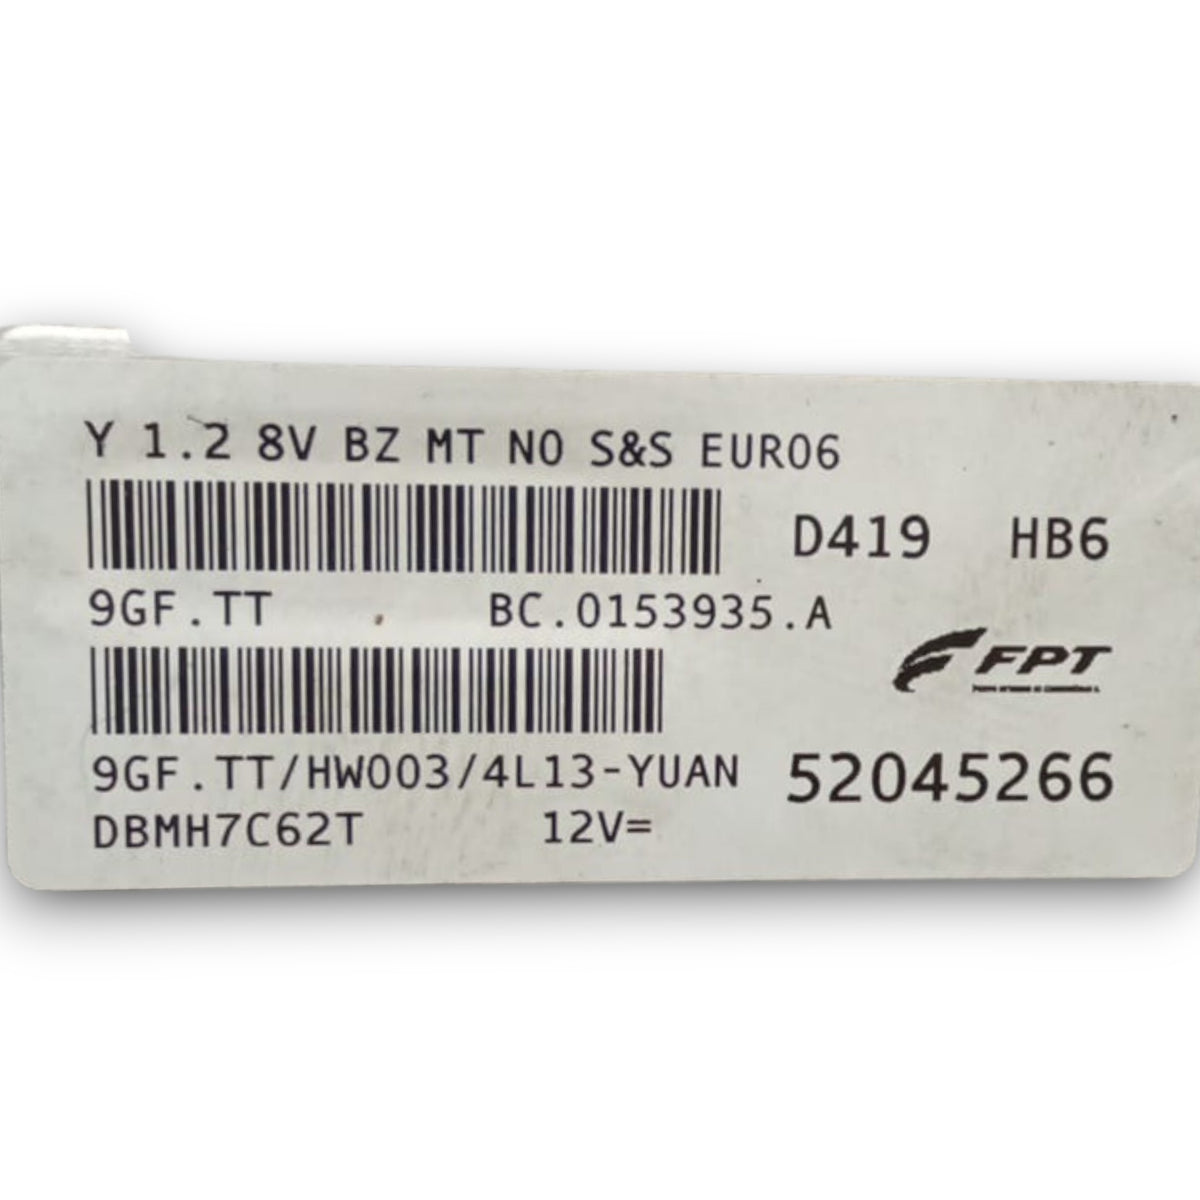 Y 1.2 8V BZ MT NO S&S EURO6
D419 HB6
9GF.TT BC.0153935.A
FPT
9GF.TT/HW003/4L13-YUAN 52045266
DBMH7C62T 12V=